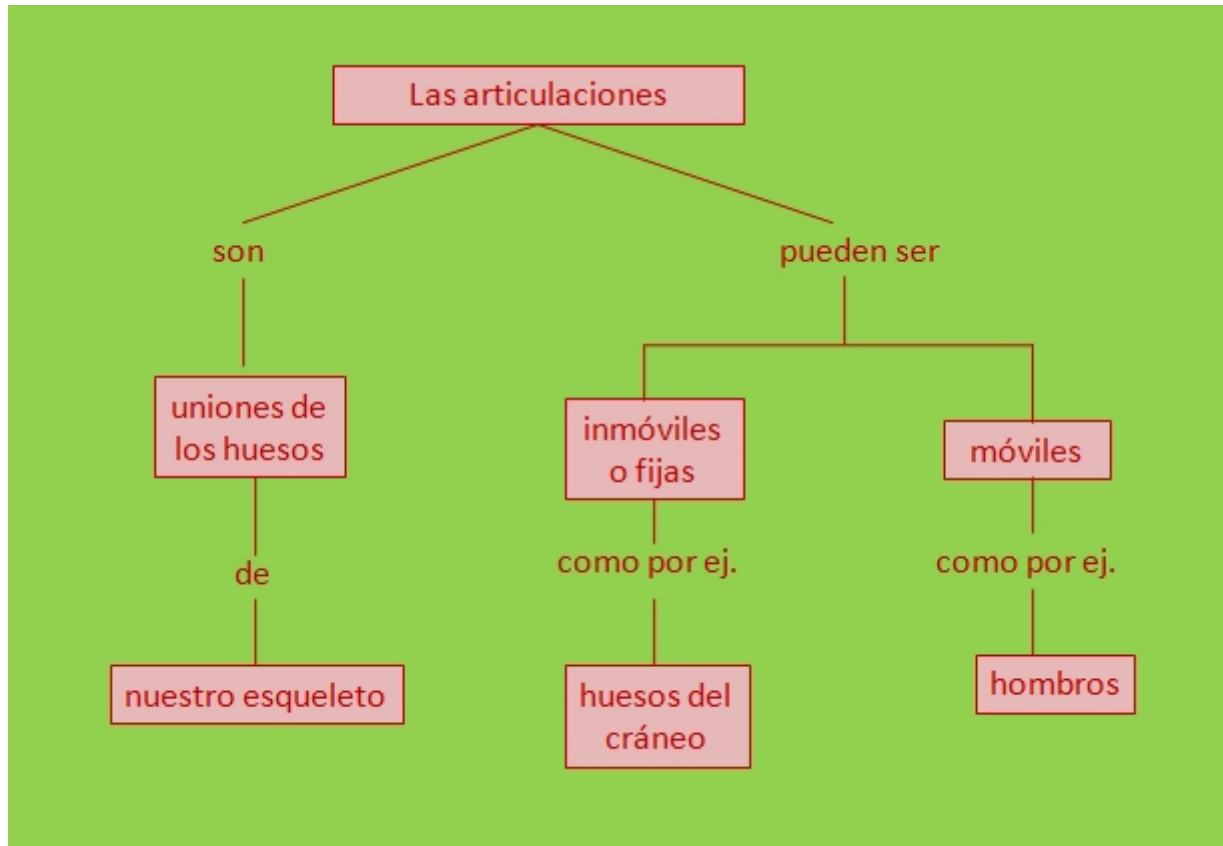 Las articulaciones
son
pueden ser
uniones de
los huesos
inmóviles
o fijas
móviles
de
como por ej.
como por ej.
nuestro esqueleto
huesos del
cráneo
hombros